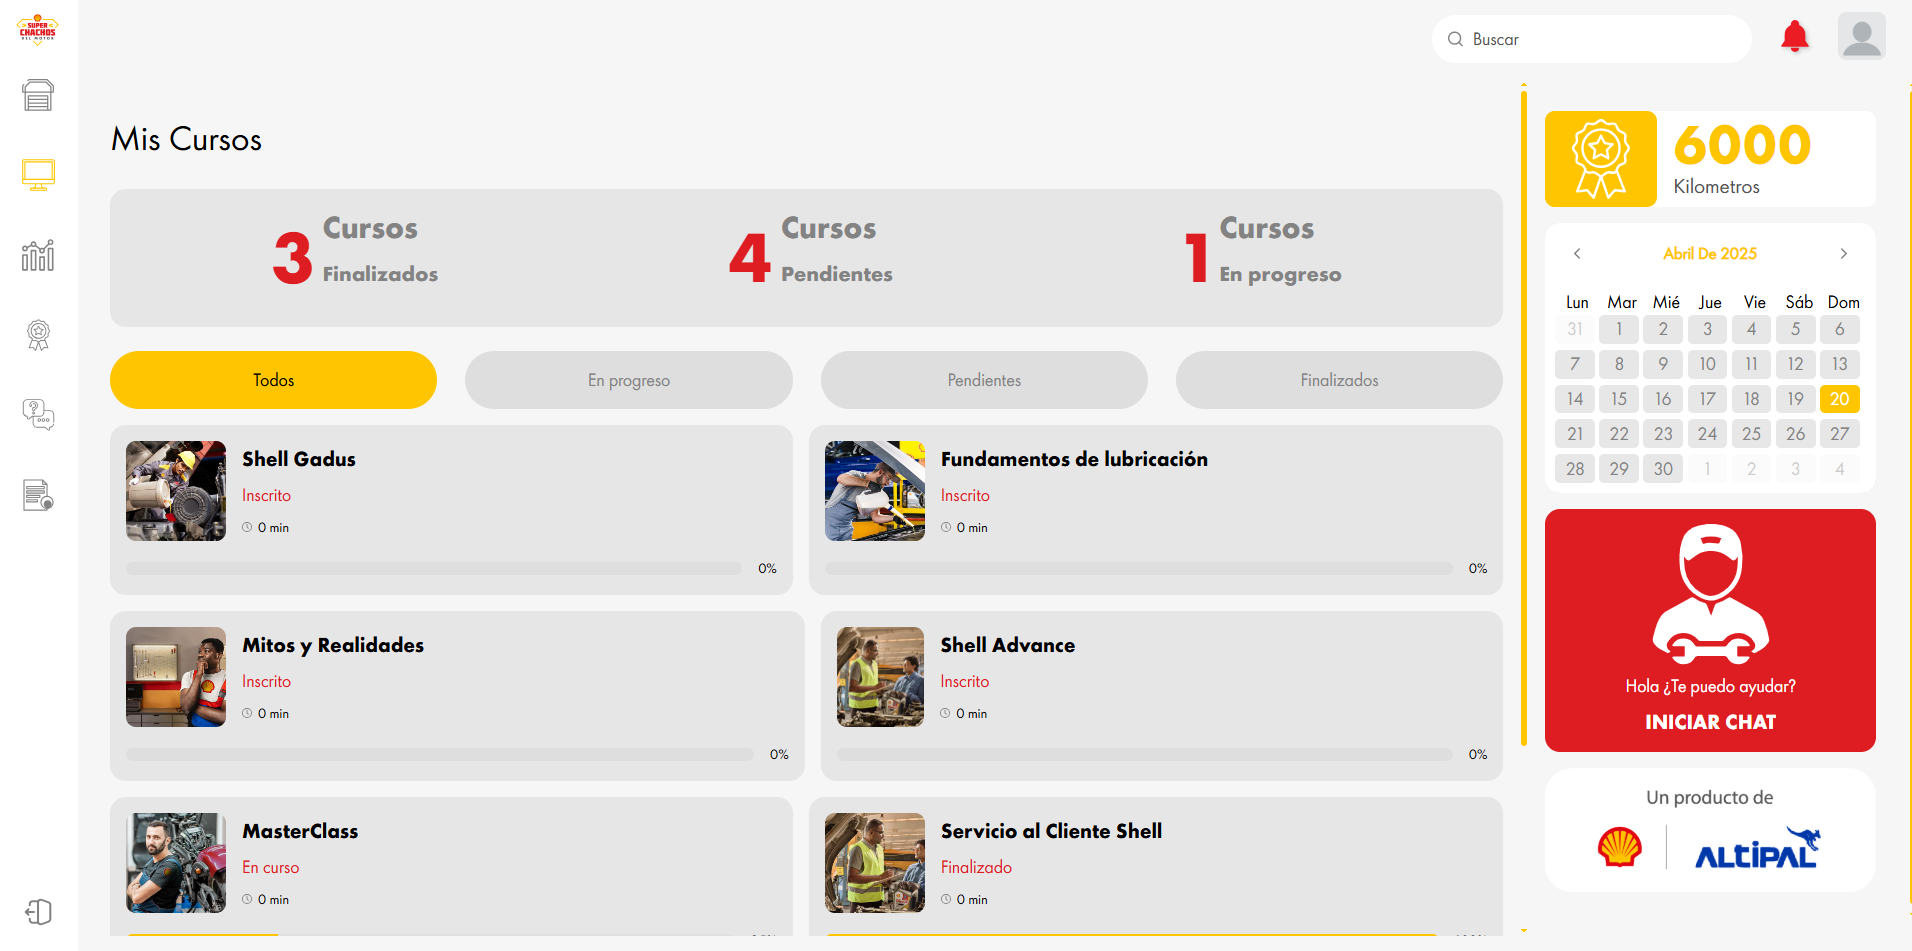 SUPER
CHACHOS
DEL MOTOR
Buscar
Mis Cursos
3 Cursos Finalizados
4 Cursos Pendientes
1 Cursos En progreso
Todos
En progreso
Pendientes
Finalizados
Shell Gadus
Inscrito
0 min
0%
Fundamentos de lubricación
Inscrito
0 min
0%
Mitos y Realidades
Inscrito
0 min
0%
Shell Advance
Inscrito
0 min
0%
MasterClass
En curso
0 min
Servicio al Cliente Shell
Finalizado
0 min
6000
Kilometros
Abril De 2025
Lun Mar Mié Jue Vie Sáb Dom
31 1 2 3 4 5 6
7 8 9 10 11 12 13
14 15 16 17 18 19 20
21 22 23 24 25 26 27
28 29 30 1 2 3 4
Hola ¿Te puedo ayudar?
INICIAR CHAT
Un producto de
ALTIPAL